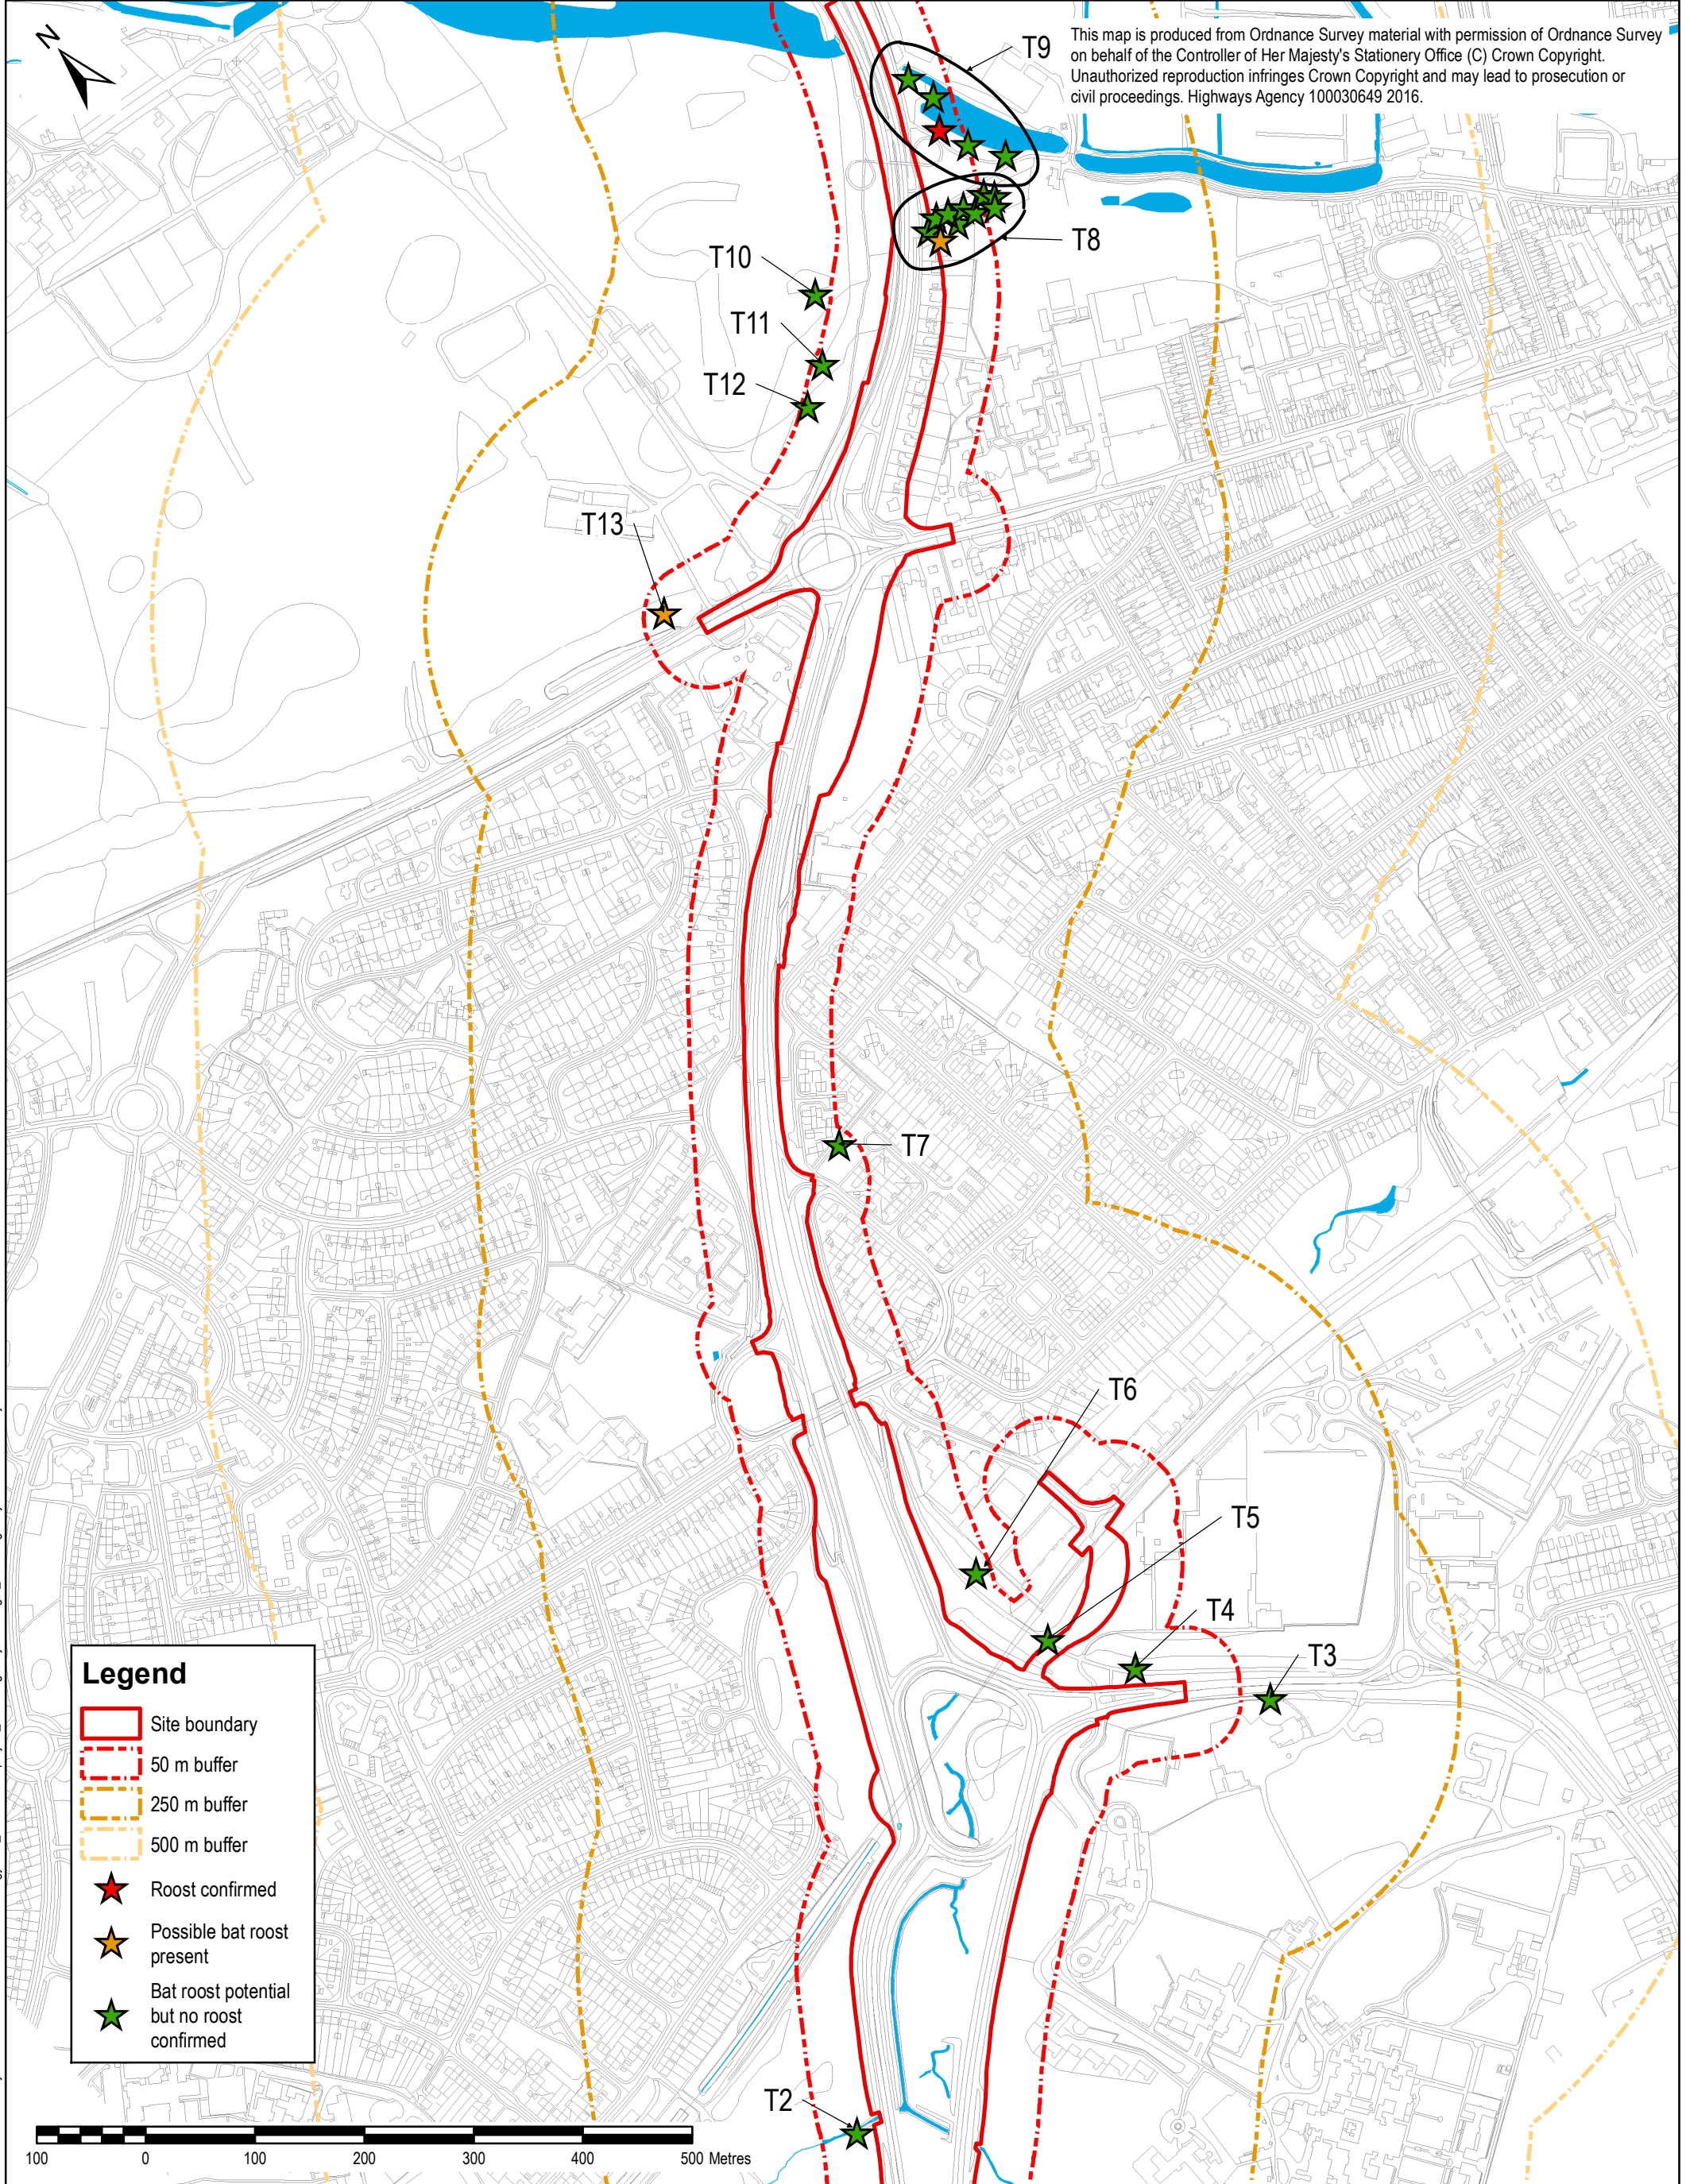 N
This map is produced from Ordnance Survey material with permission of Ordnance Survey
on behalf of the Controller of Her Majesty's Stationery Office (C) Crown Copyright.
Unauthorized reproduction infringes Crown Copyright and may lead to prosecution or
civil proceedings. Highways Agency 100030649 2016.
T9
T8
T10
T11
T12
T13
T7
T6
T5
T4
T3
T2
Legend
Site boundary
50 m buffer
250 m buffer
500 m buffer
Roost confirmed
Possible bat roost
present
Bat roost potential
but no roost
confirmed
100 0 100 200 300 400 500 Metres